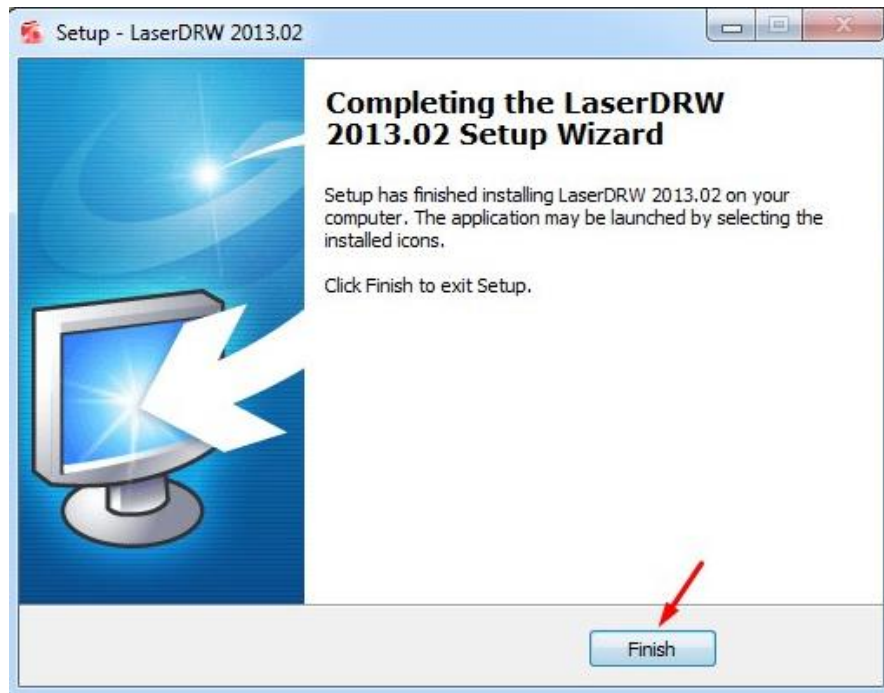 Setup - LaserDRW 2013.02
Completing the LaserDRW
2013.02 Setup Wizard
Setup has finished installing LaserDRW 2013.02 on your
computer. The application may be launched by selecting the
installed icons.
Click Finish to exit Setup.
Finish